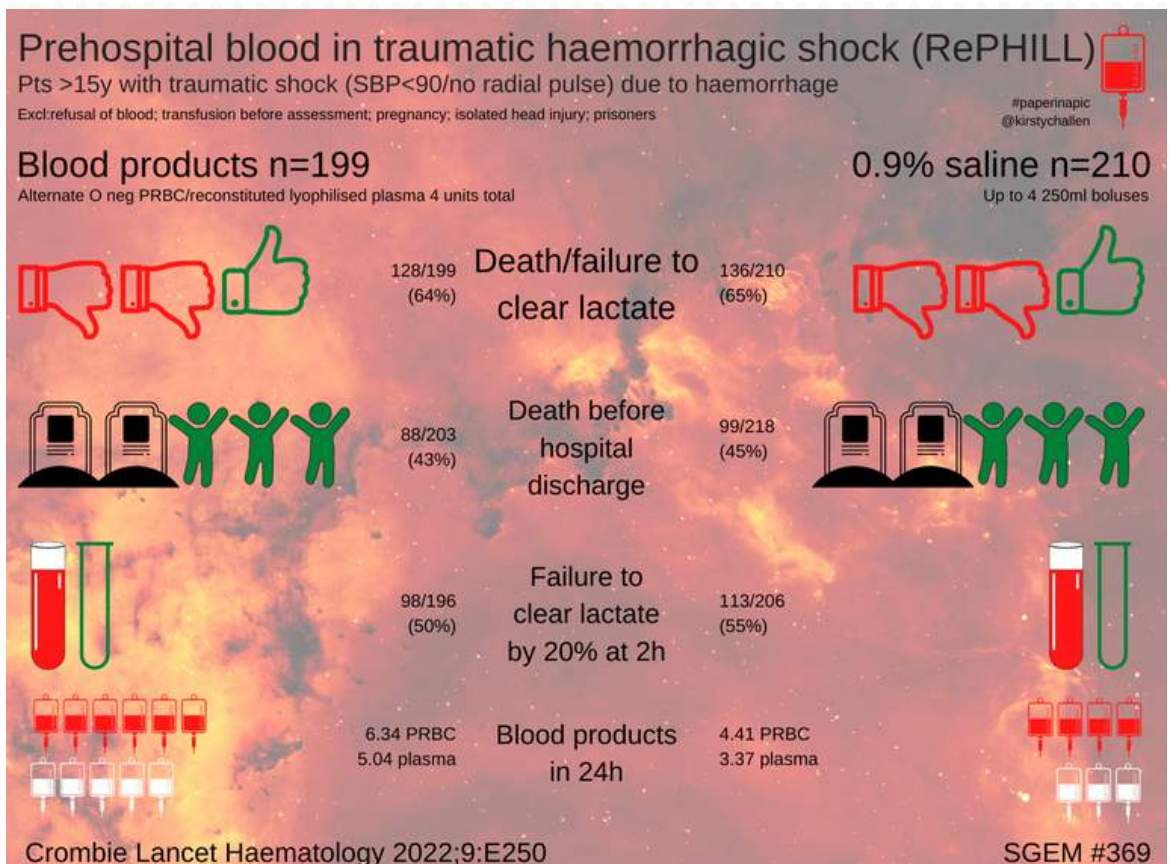 Prehospital blood in traumatic haemorrhagic shock (RePHILL)
Pts >15y with traumatic shock (SBP<90/no radial pulse) due to haemorrhage
Excl:refusal of blood; transfusion before assessment; pregnancy; isolated head injury; prisoners
#paperinapic
@kirstychallen
Blood products n=199
Alternate O neg PRBC/reconstituted lyophilised plasma 4 units total
0.9% saline n=210
Up to 4 250ml boluses
128/199
(64%)
Death/failure to
clear lactate
136/210
(65%)
88/203
(43%)
Death before
hospital
discharge
99/218
(45%)
98/196
(50%)
Failure to
clear lactate
by 20% at 2h
113/206
(55%)
6.34 PRBC
5.04 plasma
Blood products
in 24h
4.41 PRBC
3.37 plasma
Crombie Lancet Haematology 2022;9:E250
SGEM #369